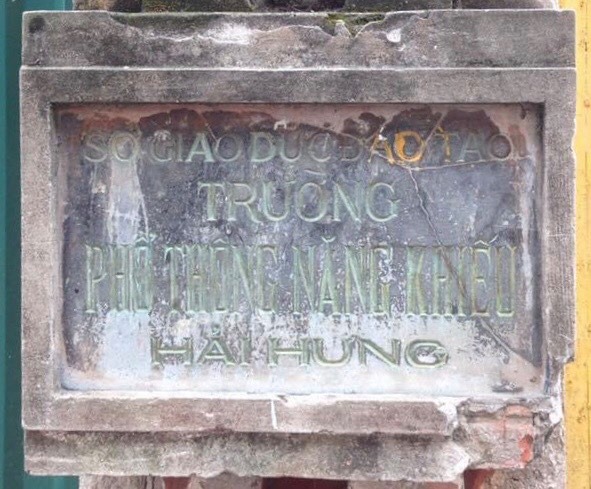 SỞ GIÁO DỤC ĐÀO TẠO
TRƯỜNG
PHỔ THÔNG NĂNG KHIẾU
HẢI HƯNG